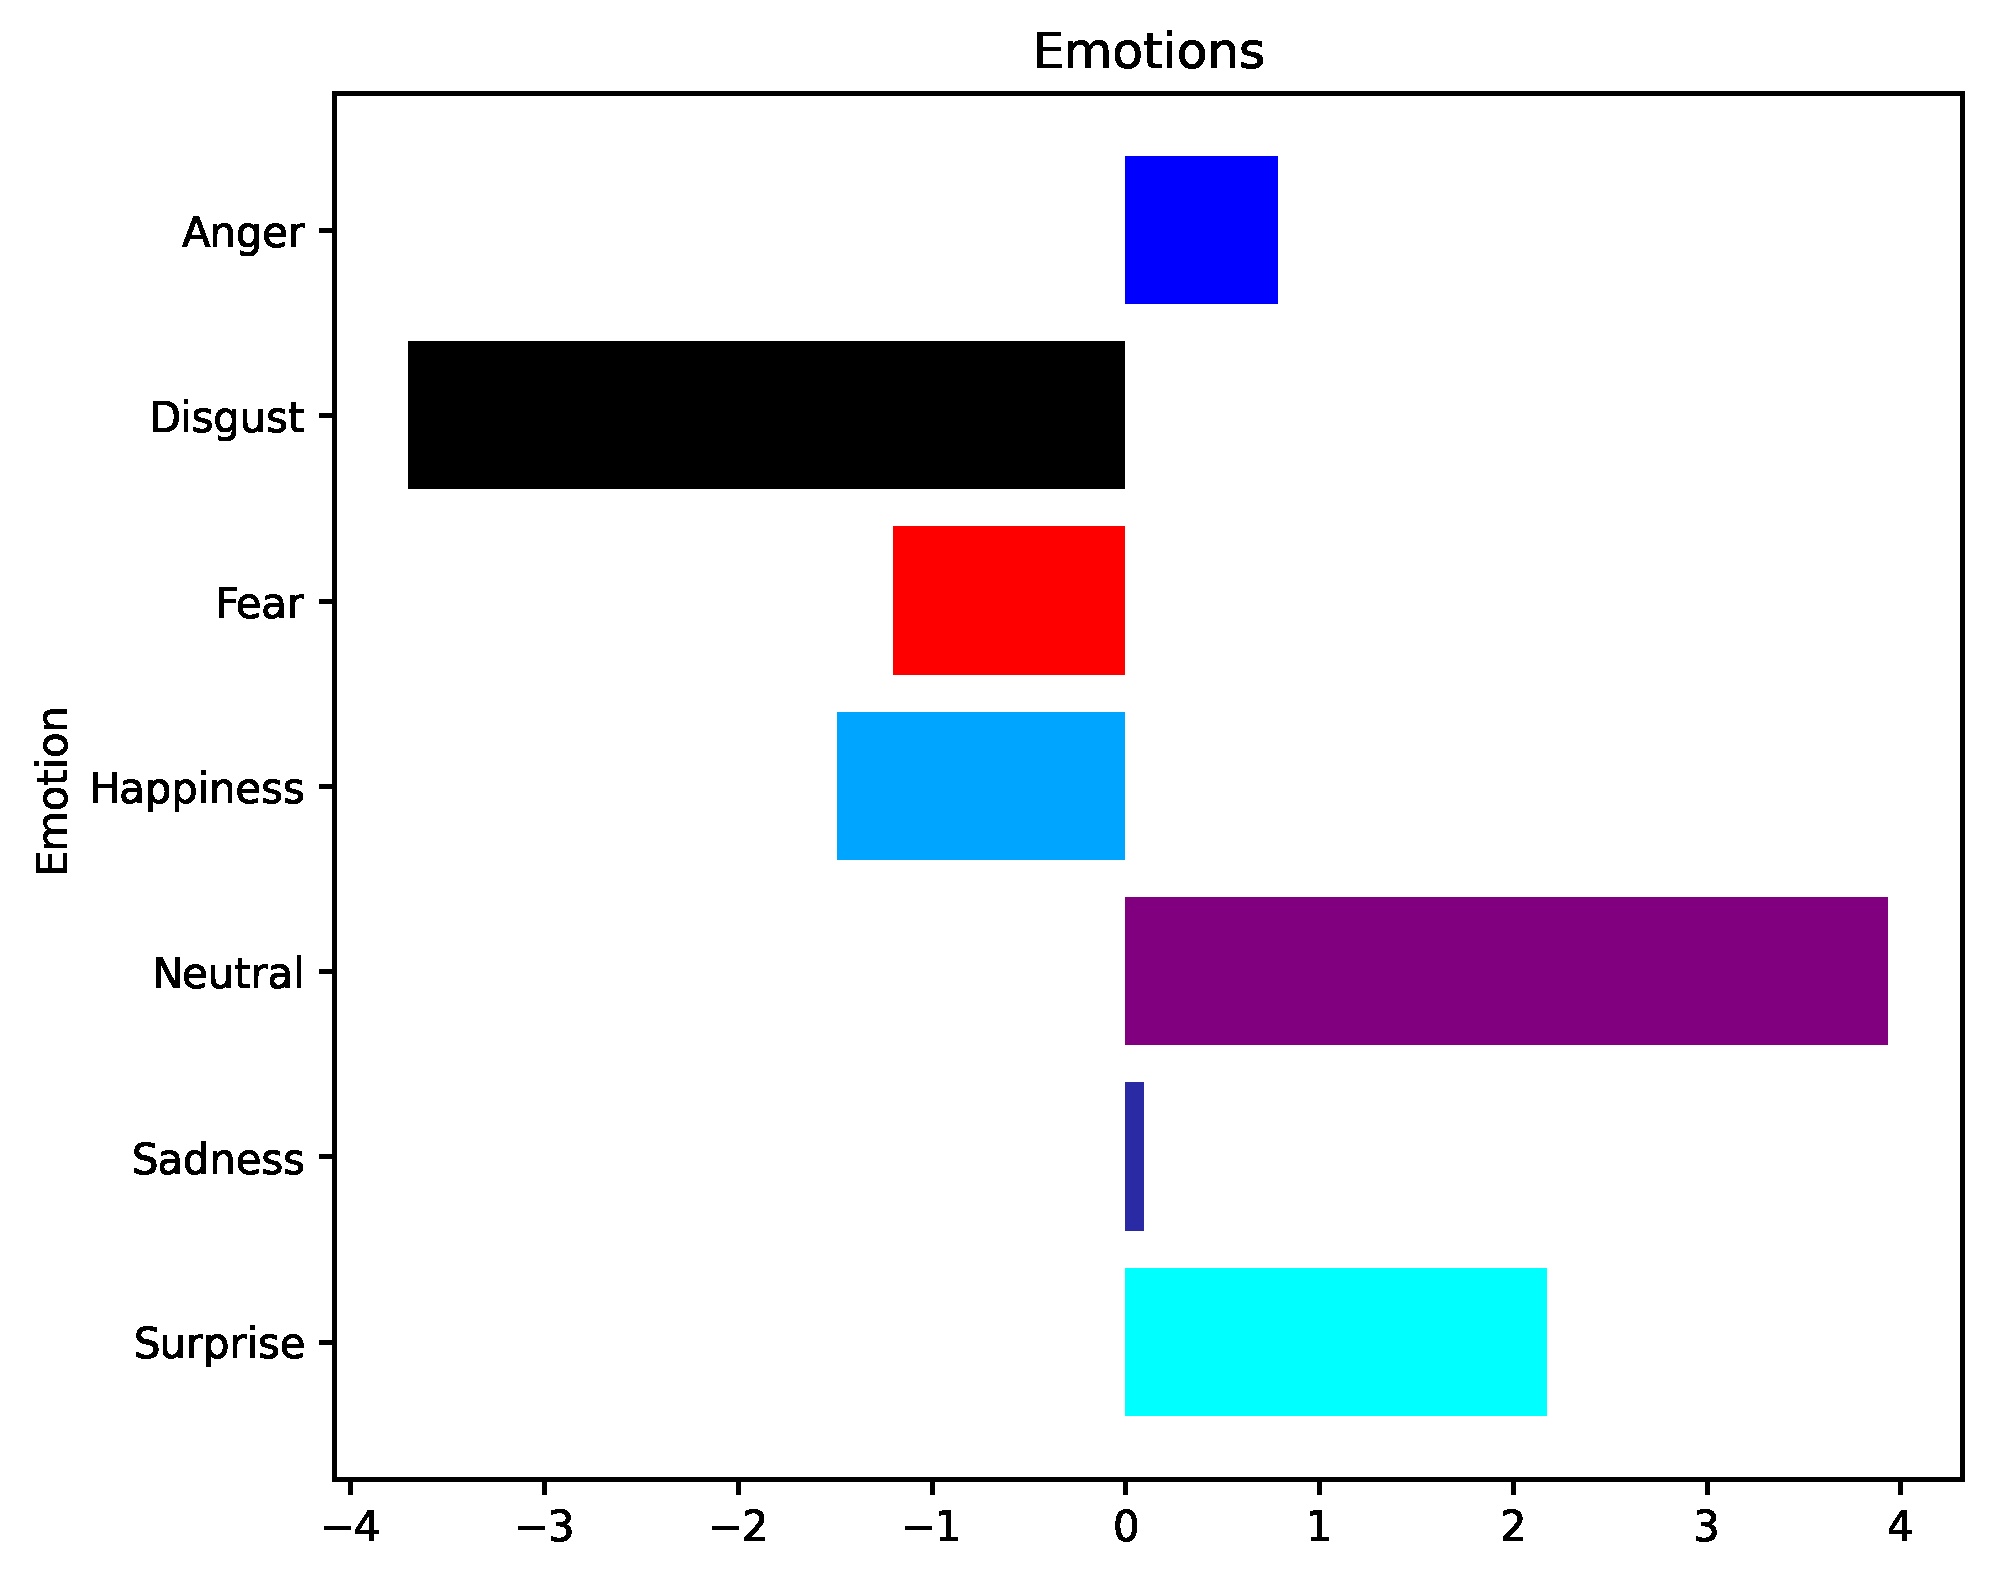 Emotions
Anger
Disgust
Fear
Happiness
Neutral
Sadness
Surprise
Emotion
−4 −3 −2 −1 0 1 2 3 4